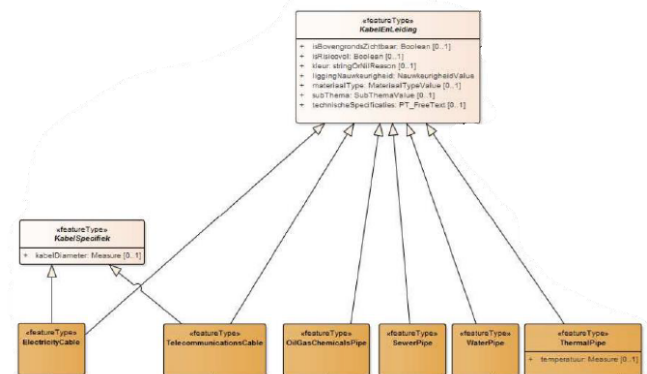 «featureType»
KabelEnLeiding
+ isBovengrondsZichtbaar: Boolean [0..1]
+ isRisicovol: Boolean [0..1]
+ kleur: stringOrNilReason [0..1]
+ liggingNauwkeurigheid: NauwkeurigheidValue
+ materiaalType: MateriaalTypeValue [0..1]
+ subThema: SubThemaValue [0..1]
+ technischeSpecificaties: PT_FreeText [0..1]
«featureType»
KabelSpecifiek
+ kabelDiameter: Measure [0..1]
«featureType»
ElectricityCable
«featureType»
TelecommunicationsCable
«featureType»
OilGasChemicalsPipe
«featureType»
SewerPipe
«featureType»
WaterPipe
«featureType»
ThermalPipe
+ temperatuur: Measure [0..1]